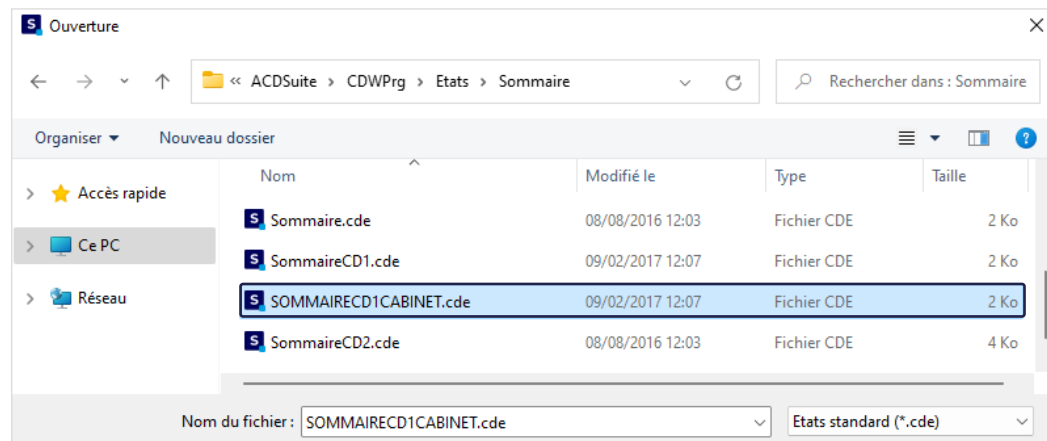 S Ouverture
« ACDSuite > CDWPrg > Etats > Sommaire Rechercher dans : Sommaire
Organiser Nouveau dossier ?
Nom Modifié le Type Taille
Accès rapide
Ce PC
Réseau
S Sommaire.cde 08/08/2016 12:03 Fichier CDE 2 Ko
S SommaireCD1.cde 09/02/2017 12:07 Fichier CDE 2 Ko
S SOMMAIRECD1CABINET.cde 09/02/2017 12:07 Fichier CDE 2 Ko
S SommaireCD2.cde 08/08/2016 12:03 Fichier CDE 4 Ko
Nom du fichier : SOMMAIRECD1CABINET.cde Etats standard (*.cde)